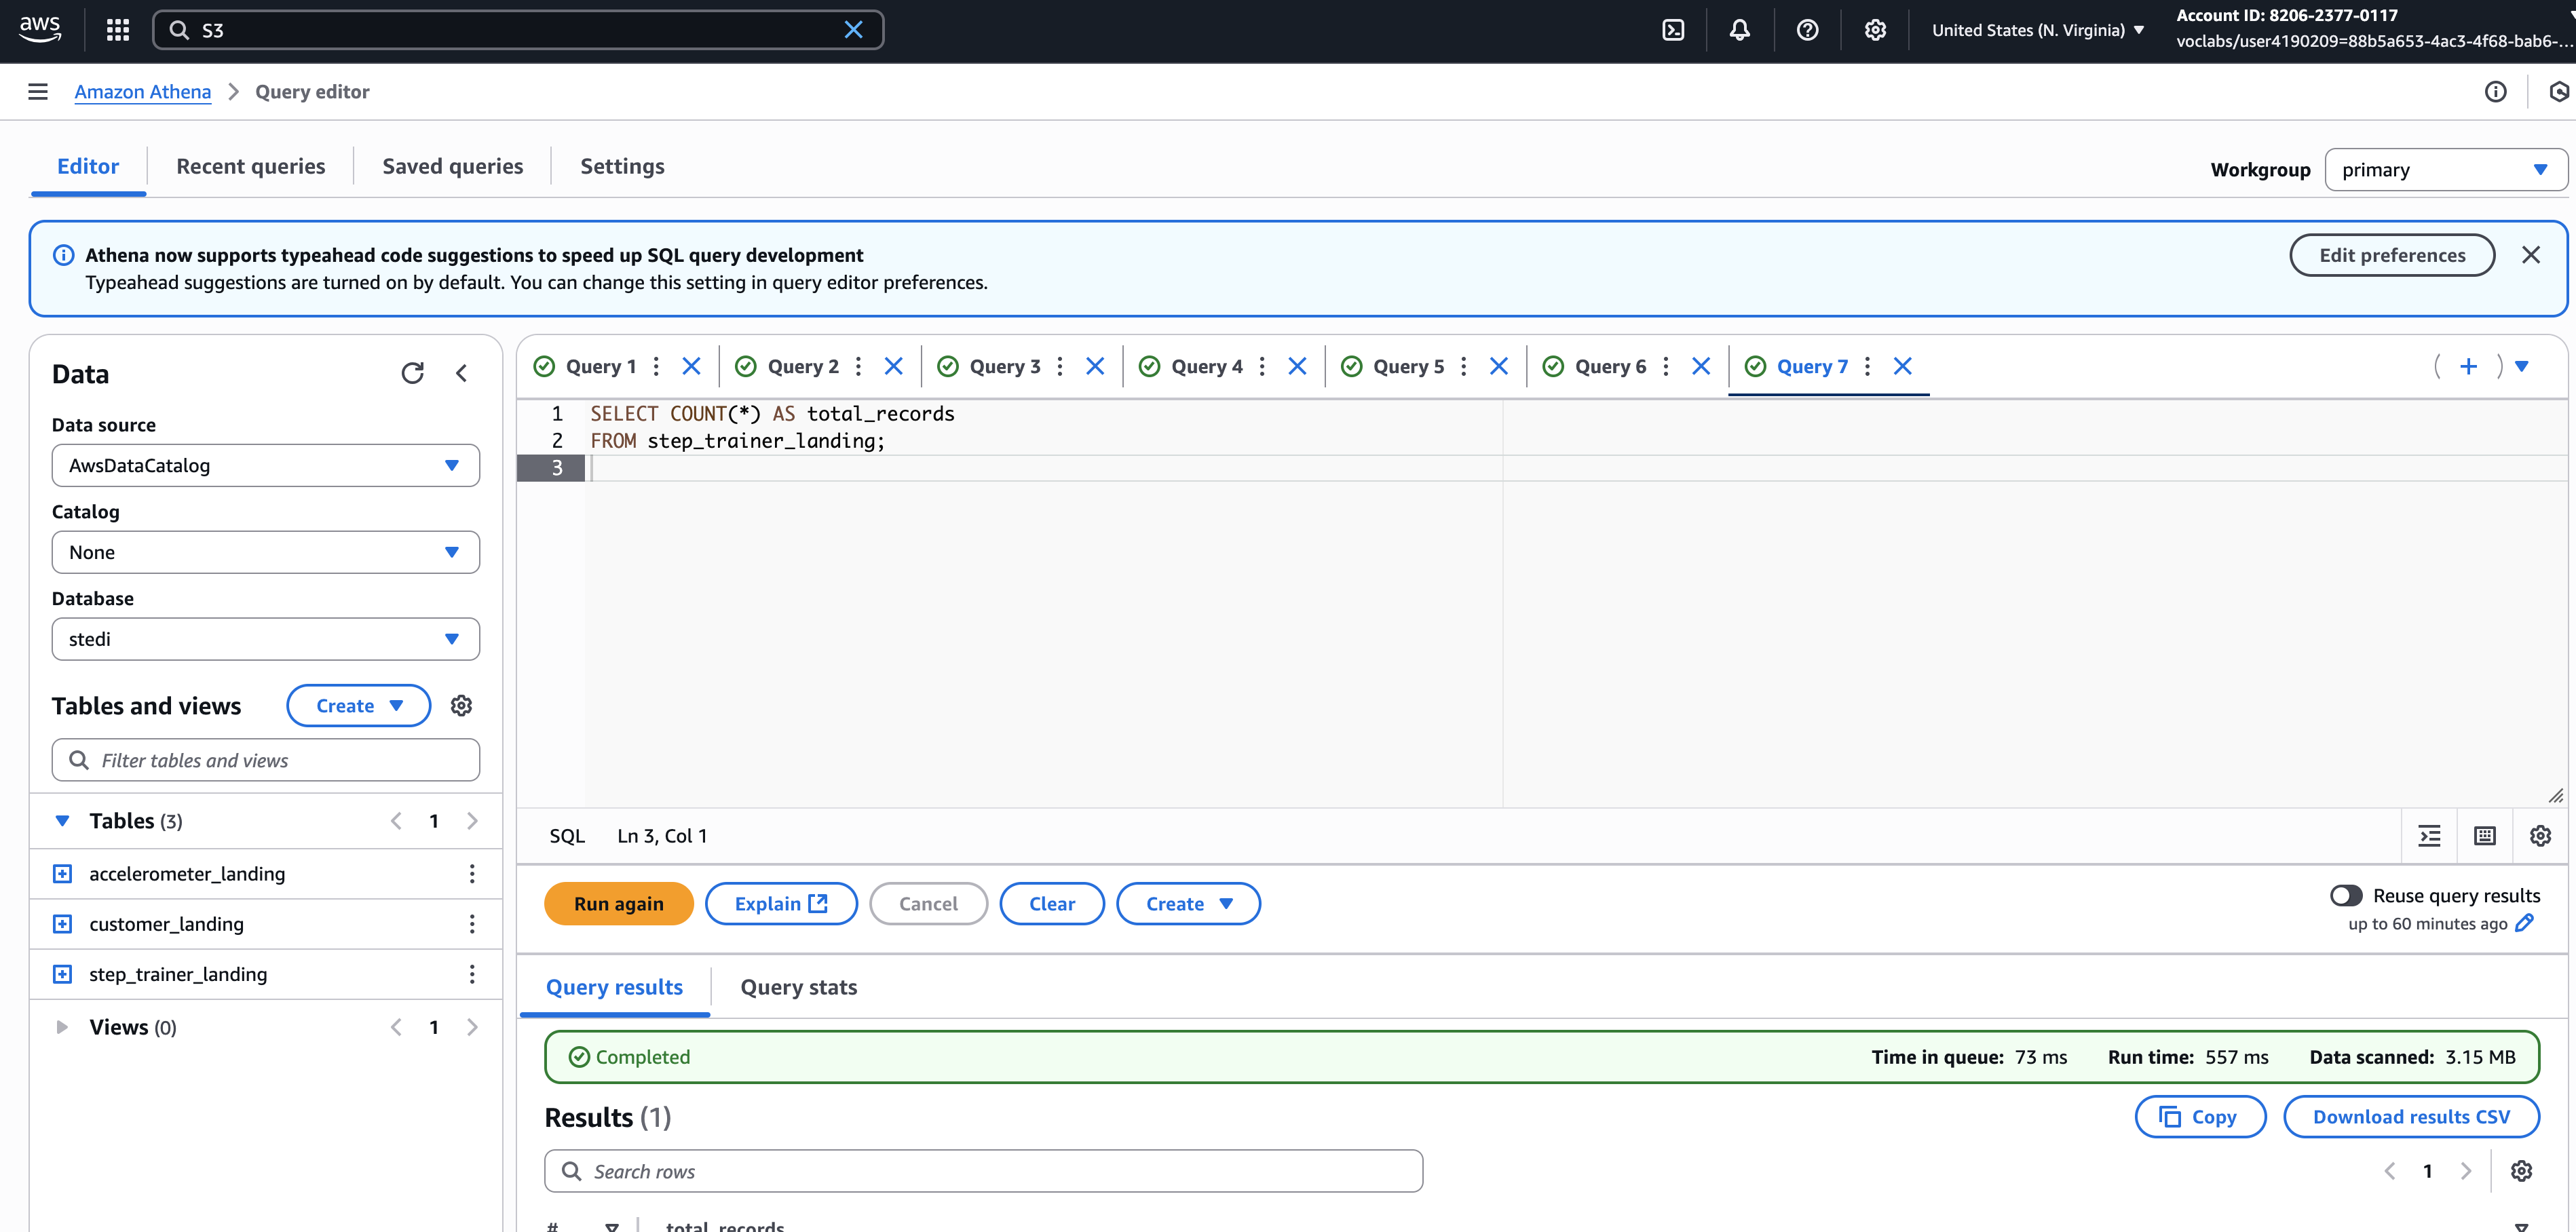 aws
S3
United States (N. Virginia)
Account ID: 8206-2377-0117
voclabs/user4190209=88b5a653-4ac3-4f68-bab6-...
Amazon Athena > Query editor
Editor
Recent queries
Saved queries
Settings
Workgroup
primary
Athena now supports typeahead code suggestions to speed up SQL query development
Typeahead suggestions are turned on by default. You can change this setting in query editor preferences.
Edit preferences
Data
Data source
AwsDataCatalog
Catalog
None
Database
stedi
Tables and views
Create
Filter tables and views
Tables (3)
1
accelerometer_landing
customer_landing
step_trainer_landing
Views (0)
1
Query 1
Query 2
Query 3
Query 4
Query 5
Query 6
Query 7
1 SELECT COUNT(*) AS total_records
2 FROM step_trainer_landing;
3
SQL
Ln 3, Col 1
Run again
Explain
Cancel
Clear
Create
Reuse query results
up to 60 minutes ago
Query results
Query stats
Completed
Time in queue: 73 ms
Run time: 557 ms
Data scanned: 3.15 MB
Results (1)
Copy
Download results CSV
Search rows
1
# total_records